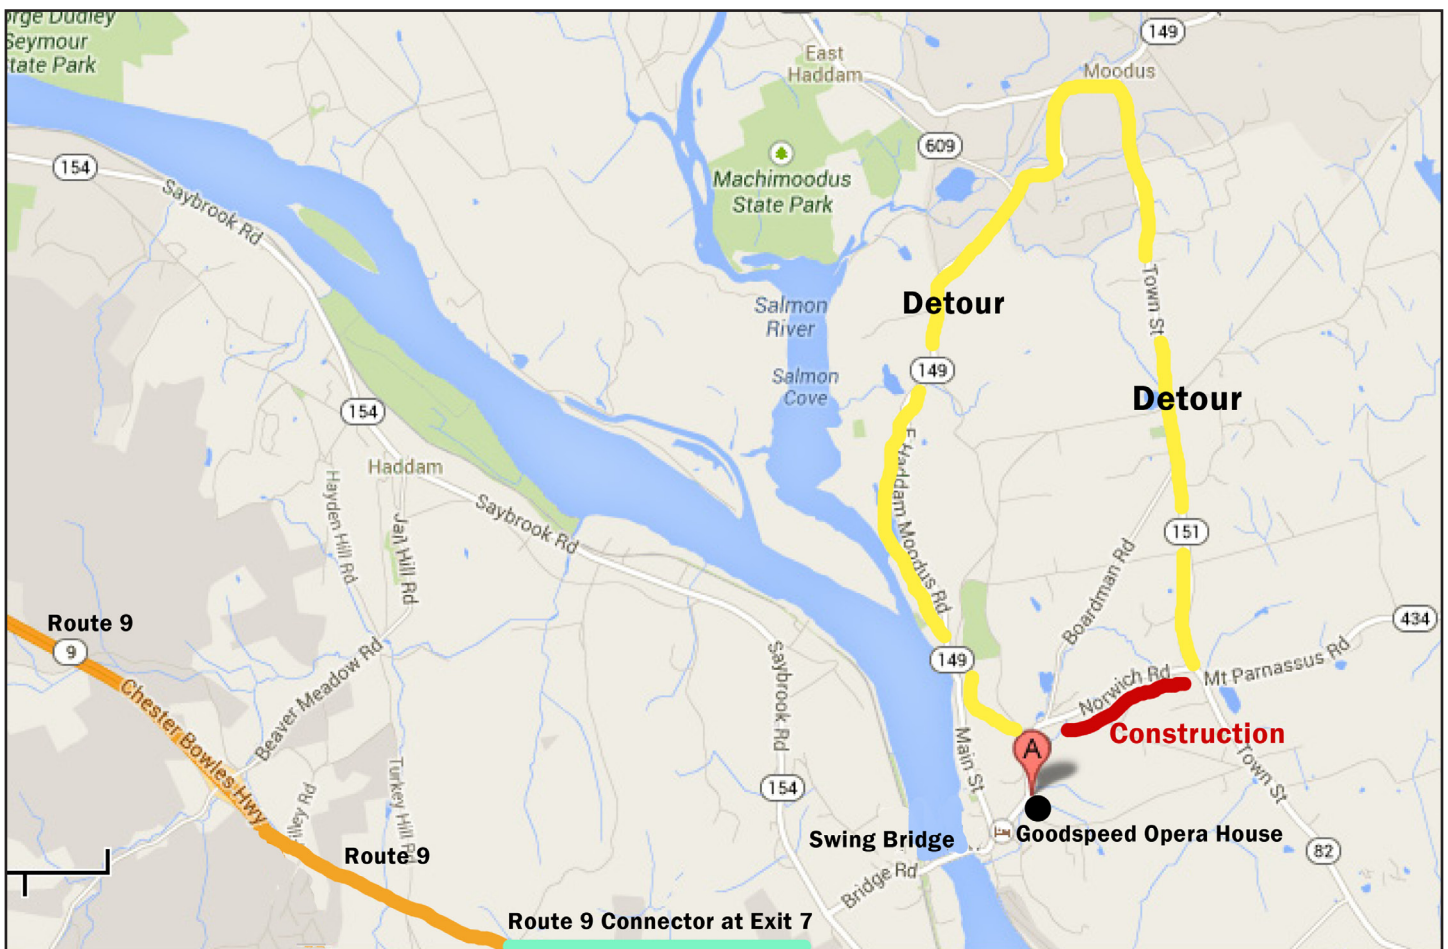 orge Dudley
Seymour
State Park
149
Moodus
East
Haddam
609
154
Saybrook Rd
Machimoodus
State Park
Detour
Town St
Salmon
River
149
Salmon
Cove
Detour
154
Haddam
E Haddam Moodus Rd
Hayden Hill Rd
Jail Hill Rd
Saybrook Rd
151
Boardman Rd
Route 9
9
434
149
Chester Bowles Hwy
Beaver Meadow Rd
Saybrook Rd
Norwich Rd
Mt Parnassus Rd
Construction
A
Main St
Town St
Turkey Hill Rd
154
Swing Bridge
Goodspeed Opera House
82
Route 9
Bridge Rd
Route 9 Connector at Exit 7